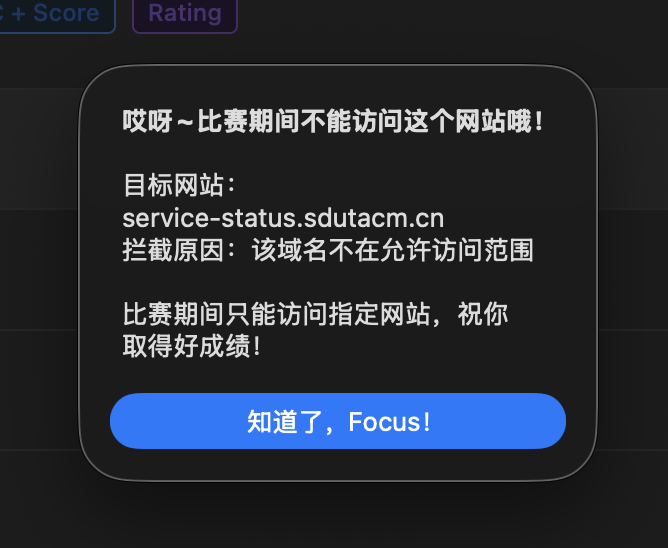 C + Score
Rating
哎呀~比赛期间不能访问这个网站哦！
目标网站：
service-status.sdutacm.cn
拦截原因：该域名不在允许访问范围
比赛期间只能访问指定网站，祝你
取得好成绩！
知道了，Focus！